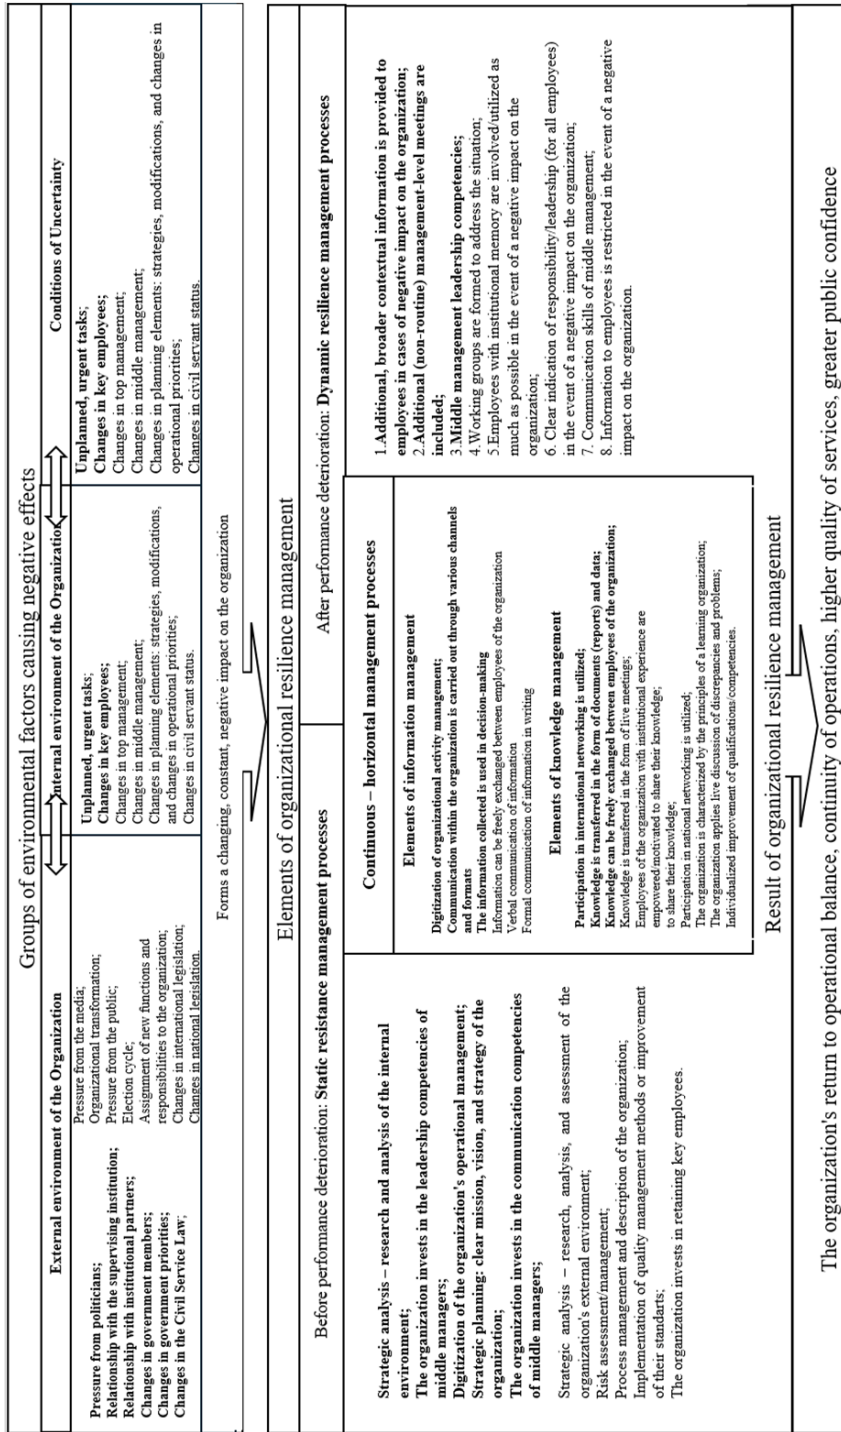 Groups of environmental factors causing negative effects
External environment of the Organization
Pressure from politicians;
Relationship with the supervising institution;
Relationship with institutional partners;
Changes in government members;
Changes in government priorities;
Changes in the Civil Service Law;
Pressure from the media;
Organizational transformation;
Pressure from the public;
Election cycle;
Assignment of new functions and
responsibilities to the organization;
Changes in international legislation;
Changes in national legislation.
nternal environment of the Organization
Unplanned, urgent tasks;
Changes in key employees;
Changes in top management;
Changes in middle management;
Changes in planning elements: strategies, modifications,
and changes in operational priorities;
Changes in civil servant status.
Conditions of Uncertainty
Unplanned, urgent tasks;
Changes in key employees;
Changes in top management;
Changes in middle management;
Changes in planning elements: strategies, modifications, and changes in
operational priorities;
Changes in civil servant status.
Forms a changing, constant, negative impact on the organization
Elements of organizational resilience management
Before performance deterioration: Static resistance management processes
After performance deterioration: Dynamic resilience management processes
Strategic analysis – research and analysis of the internal
environment;
The organization invests in the leadership competencies of
middle managers;
Digitization of the organization's operational management;
Strategic planning: clear mission, vision, and strategy of the
organization;
The organization invests in the communication competencies
of middle managers;
Strategic analysis – research, analysis, and assessment of the
organization's external environment;
Risk assessment/management;
Process management and description of the organization;
Implementation of quality management methods or improvement
of their standarts;
The organization invests in retaining key employees.
Continuous – horizontal management processes
Elements of information management
Digitization of organizational activity management;
Communication within the organization is carried out through various channels
and formats
The information collected is used in decision-making
Information can be freely exchanged between employees of the organization
Verbal communication of information
Formal communication of information in writing
Elements of knowledge management
Participation in international networking is utilized;
Knowledge is transferred in the form of documents (reports) and data;
Knowledge can be freely exchanged between employees of the organization;
Knowledge is transferred in the form of live meetings;
Employees of the organization with institutional experience are
empowered/motivated to share their knowledge;
to share their knowledge;
Participation in national networking is utilized;
The organization is characterized by the principles of a learning organization;
The organization applies live discussion of discrepancies and problems;
Individualized improvement of qualifications/competencies.
1.Additional, broader contextual information is provided to
employees in cases of negative impact on the organization;
2.Additional (non-routine) management-level meetings are
included;
3.Middle management leadership competencies;
4.Working groups are formed to address the situation;
5.Employees with institutional memory are involved/utilized as
much as possible in the event of a negative impact on the
organization;
6. Clear indication of responsibility/leadership (for all employees)
in the event of a negative impact on the organization;
7. Communication skills of middle management;
8. Information to employees is restricted in the event of a negative
impact on the organization.
Result of organizational resilience management
The organization's return to operational balance, continuity of operations, higher quality of services, greater public confidence